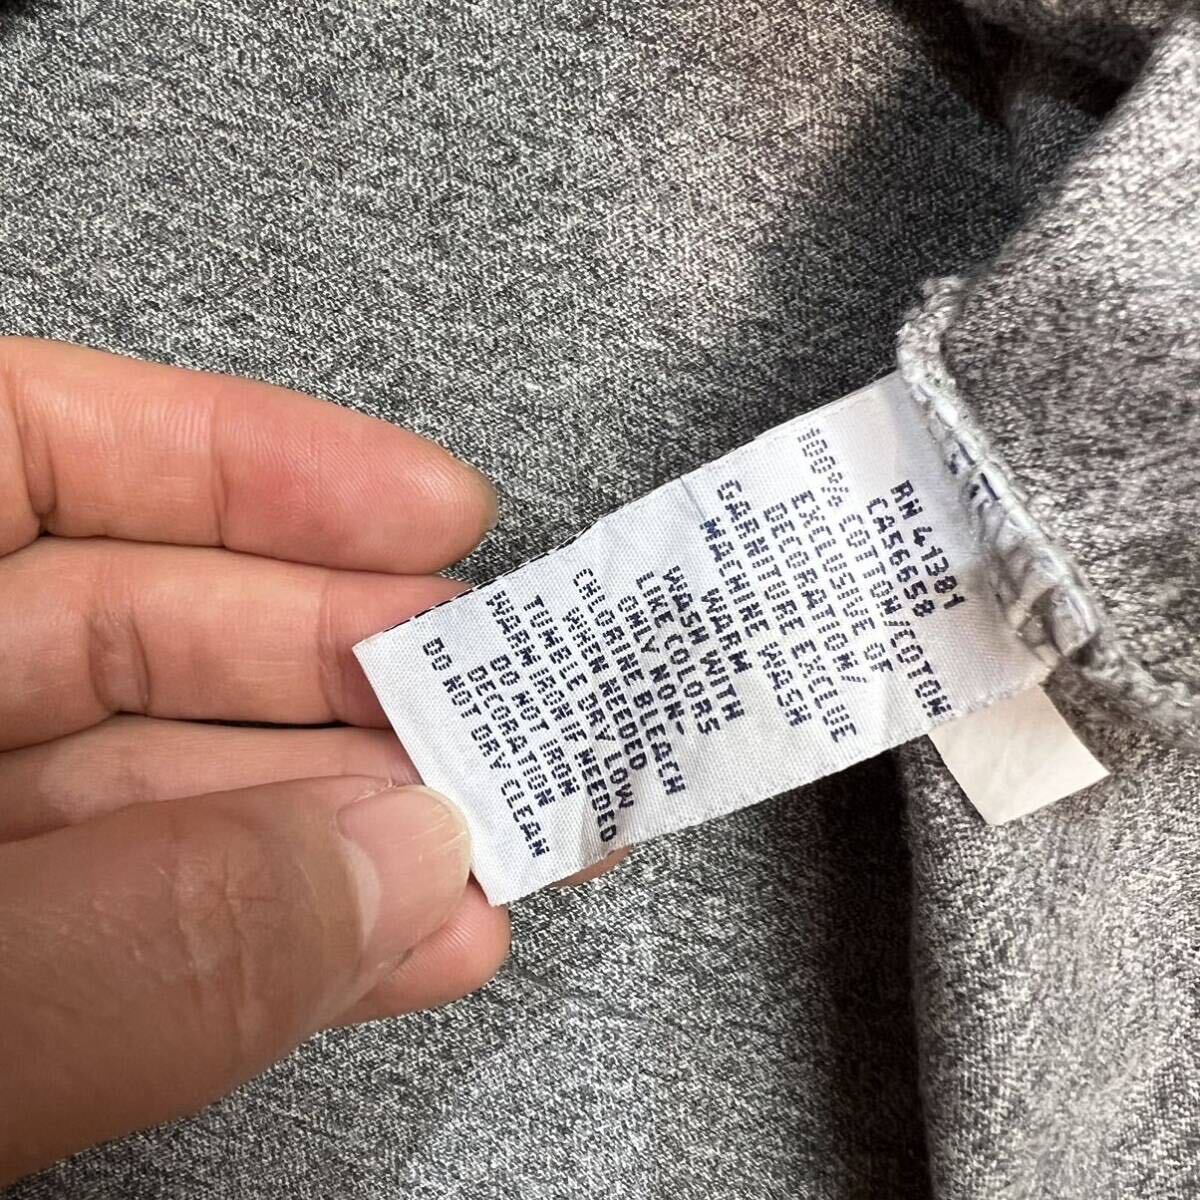 RN 41381
CA56658
100% COTTON/COTON
EXCLUSIVE OF
DECORATION/
GARNITURE EXCLUE
MACHINE WASH
WARM
WASH WITH
LIKE COLORS
ONLY NON-
CHLORINE BLEACH
WHEN NEEDED
TUMBLE DRY LOW
WARM IRON IF NEEDED
DO NOT IRON
DECORATION
DO NOT DRY CLEAN